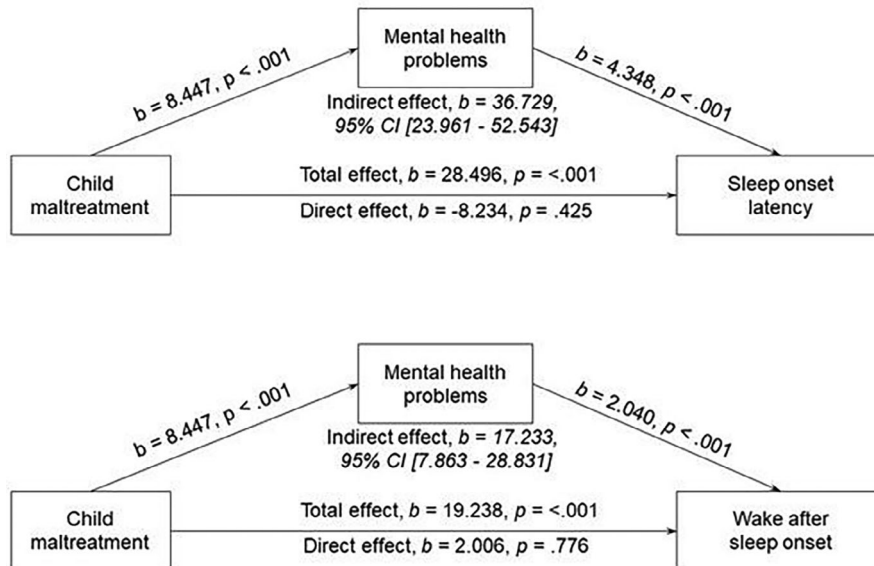 Mental health
problems
b = 8.447, p < .001
b = 4.348, p < .001
Indirect effect, b = 36.729,
95% CI [23.961 - 52.543]
Child
maltreatment
Total effect, b = 28.496, p = <.001
Direct effect, b = -8.234, p = .425
Sleep onset
latency
Mental health
problems
b = 8.447, p < .001
b = 2.040, p < .001
Indirect effect, b = 17.233,
95% CI [7.863 - 28.831]
Child
maltreatment
Total effect, b = 19.238, p = <.001
Direct effect, b = 2.006, p = .776
Wake after
sleep onset